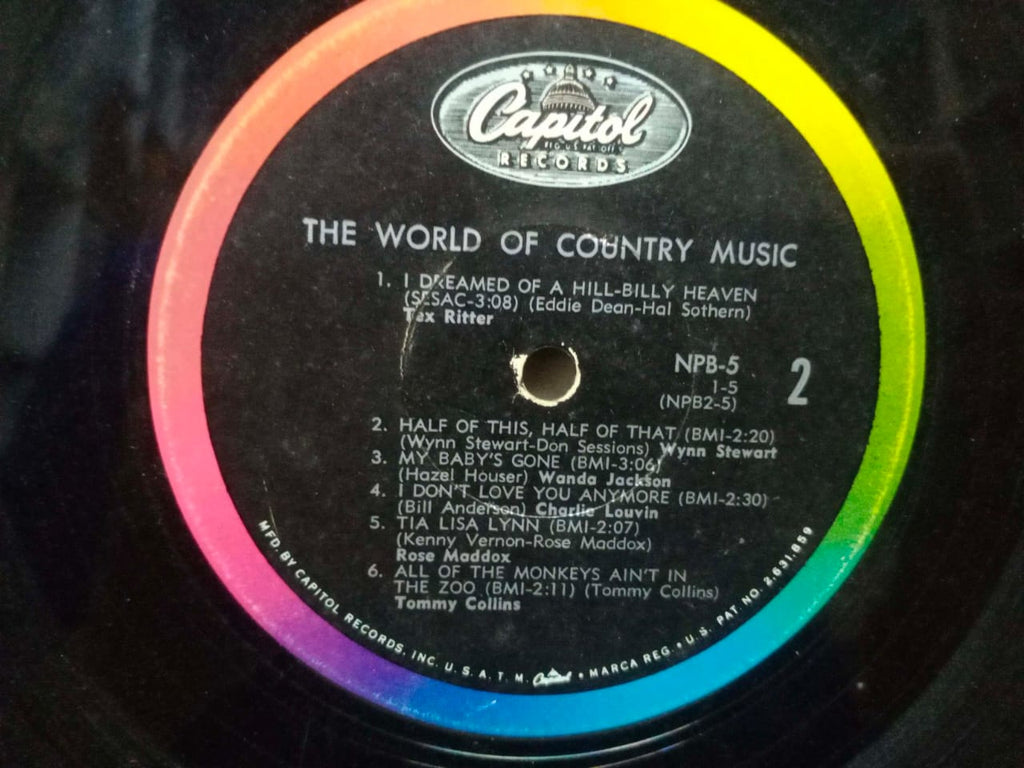 Capitol
REG. U.S. PAT. OFF.
RECORDS
THE WORLD OF COUNTRY MUSIC
1. I DREAMED OF A HILL-BILLY HEAVEN
(SESAC-3:08) (Eddie Dean-Hal Sothern)
Tex Ritter
NPB-5
2
1-5
(NPB2-5)
2. HALF OF THIS, HALF OF THAT (BMI-2:20)
(Wynn Stewart-Don Sessions) Wynn Stewart
3. MY BABY'S GONE (BMI-3:06)
(Hazel Houser) Wanda Jackson
4. I DON'T LOVE YOU ANYMORE (BMI-2:30)
(Bill Anderson) Charlie Louvin
5. TIA LISA LYNN (BMI-2:07)
(Kenny Vernon-Rose Maddox)
Rose Maddox
6. ALL OF THE MONKEYS AIN'T IN
THE ZOO (BMI-2:11) (Tommy Collins)
Tommy Collins
MFD. BY CAPITOL RECORDS, INC. U.S.A. T.M. Capitol • MARCA REG. • U.S. PAT. NO. 2,631,859